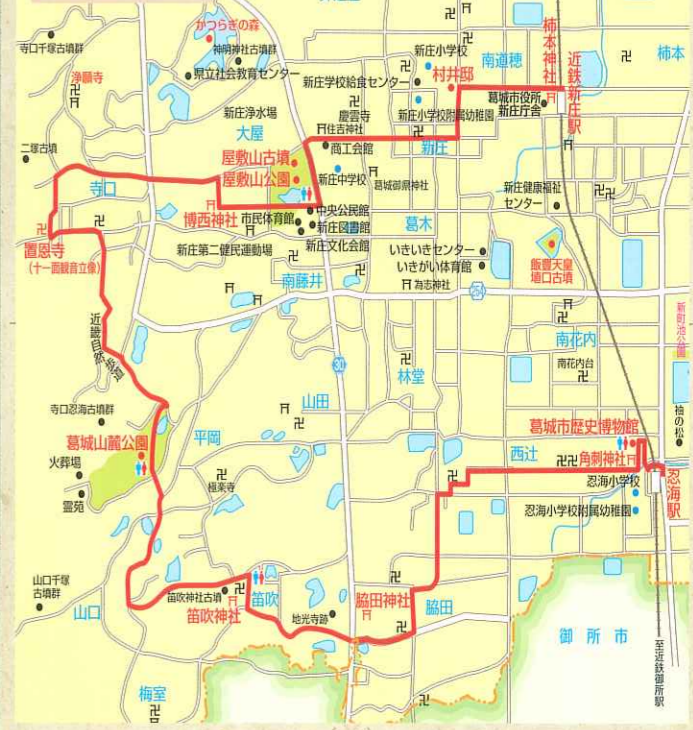 かつらぎの森
寺口千塚古墳群
神明神社古墳群
県立社会教育センター
浄願寺
新庄浄水場
大屋
二塚古墳
新庄小学校
南道穂
新庄学校給食センター
村井邸
慶雲寺
住吉神社
新庄小学校附属幼稚園
商工会館
新庄
柿本神社
近鉄新庄駅
柿本
葛城市役所
新庄庁舎
屋敷山古墳
屋敷山公園
新庄中学校
葛城御県神社
寺口
博西神社
市民体育館
中央公民館
新庄図書館
新庄文化会館
新庄第二健民運動場
葛木
新庄健康福祉
センター
置恩寺
(十一面観音立像)
いきいきセンター
いきがい体育館
飯豊天皇
埴口古墳
南藤井
為志神社
254
新町池公園
近畿自然歩道
南花内
南花内台
30
林堂
山田
寺口忍海古墳群
平岡
葛城山麓公園
火葬場
霊苑
極楽寺
葛城市歴史博物館
西辻
角刺神社
柚の松
忍海小学校
忍海駅
忍海小学校附属幼稚園
山口千塚
古墳群
山口
笛吹神社古墳
笛吹神社
笛吹
地光寺跡
脇田神社
脇田
御所市
至近鉄御所駅
梅室